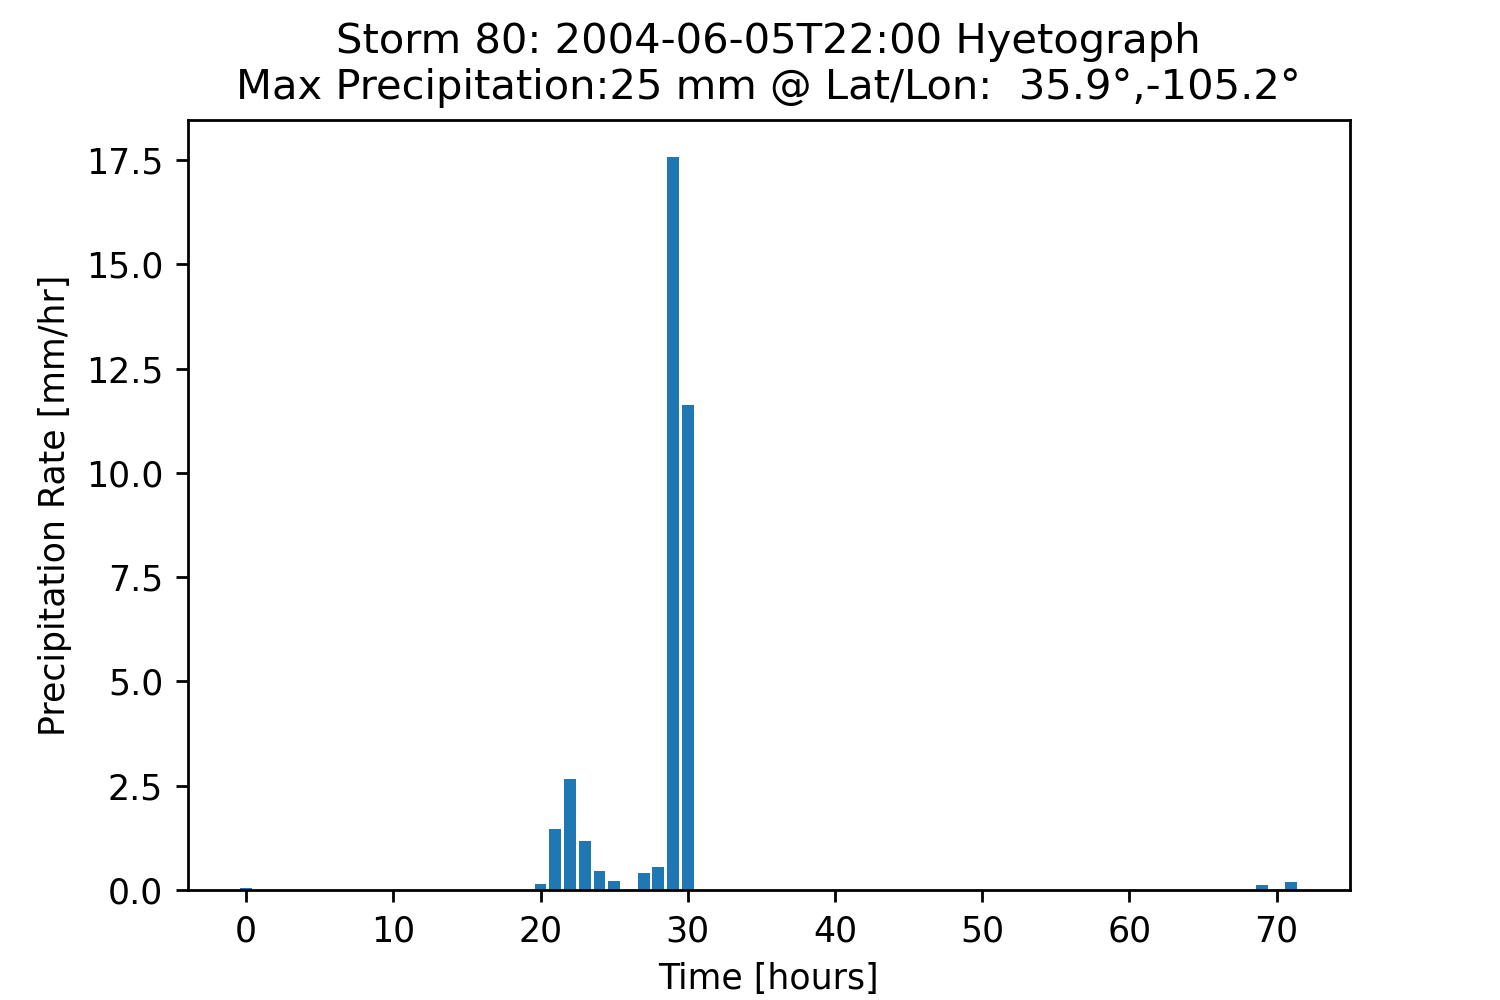 Storm 80: 2004-06-05T22:00 Hyetograph
Max Precipitation:25 mm @ Lat/Lon:  35.9°,-105.2°
Precipitation Rate [mm/hr]
17.5
15.0
12.5
10.0
7.5
5.0
2.5
0.0
0 10 20 30 40 50 60 70
Time [hours]